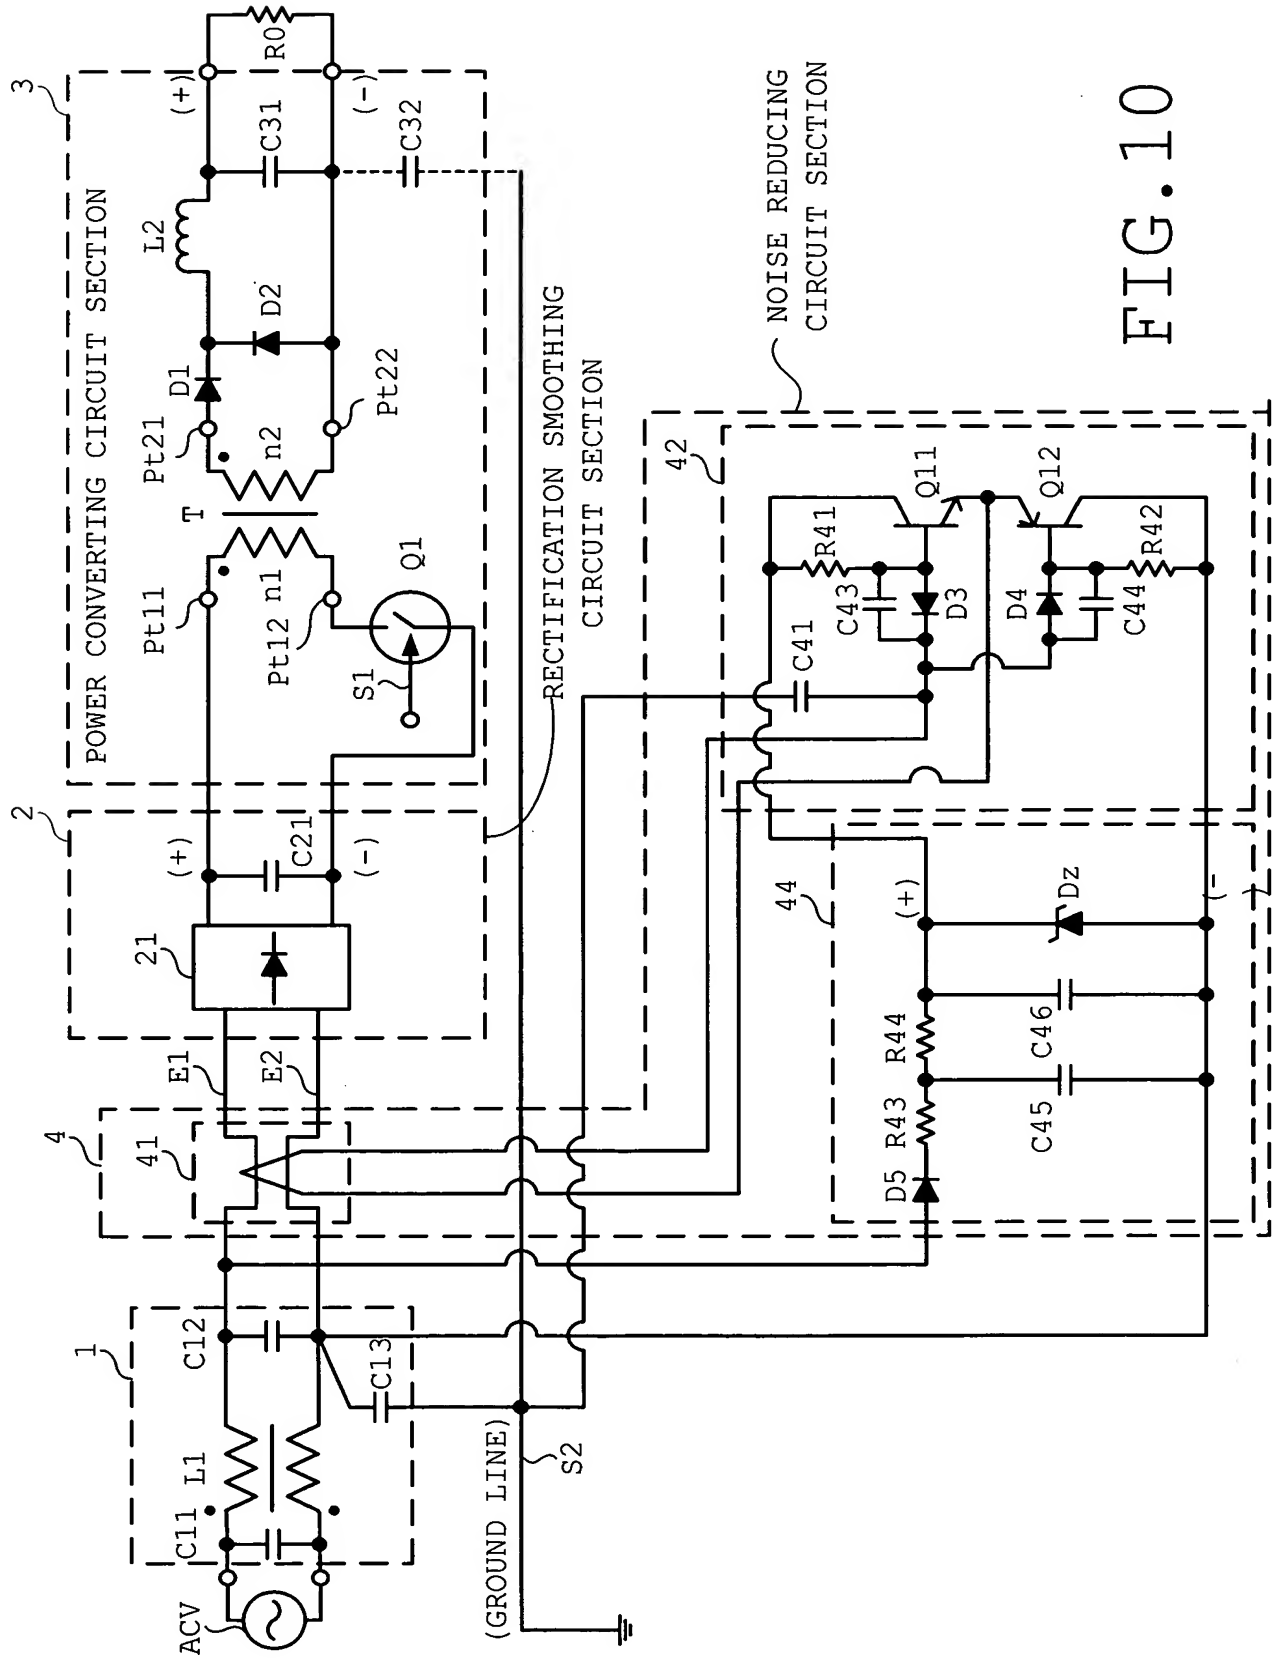 3
POWER CONVERTING CIRCUIT SECTION
Pt11
T
Pt21
D1
L2
(+)
n1
n2
D2
C31
R0
Pt12
Q1
S1
Pt22
(-)
C32
2
21
(+)
C21
(-)
RECTIFICATION SMOOTHING
CIRCUIT SECTION
1
4
41
E1
E2
C12
L1
C11
ACV
C13
(GROUND LINE)
S2
NOISE REDUCING
CIRCUIT SECTION
42
R41
Q11
C43
C41
D3
D4
Q12
C44
R42
44
(+)
Dz
D5
R43
R44
C45
C46
(-)
FIG.10